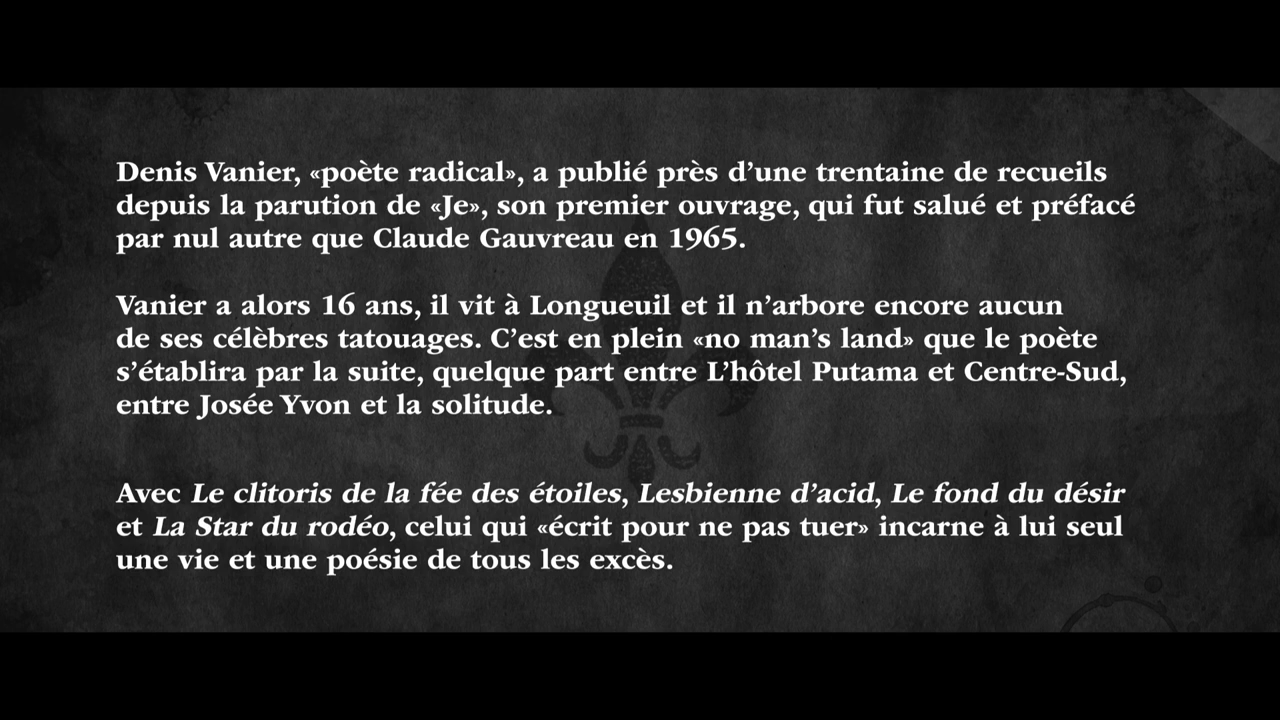 Denis Vanier, «poète radical», a publié près d’une trentaine de recueils
depuis la parution de «Je», son premier ouvrage, qui fut salué et préfacé
par nul autre que Claude Gauvreau en 1965.
Vanier a alors 16 ans, il vit à Longueuil et il n’arbore encore aucun
de ses célèbres tatouages. C’est en plein «no man’s land» que le poète
s’établira par la suite, quelque part entre L’hôtel Putama et Centre-Sud,
entre Josée Yvon et la solitude.
Avec Le clitoris de la fée des étoiles, Lesbienne d’acid, Le fond du désir
et La Star du rodéo, celui qui «écrit pour ne pas tuer» incarne à lui seul
une vie et une poésie de tous les excès.